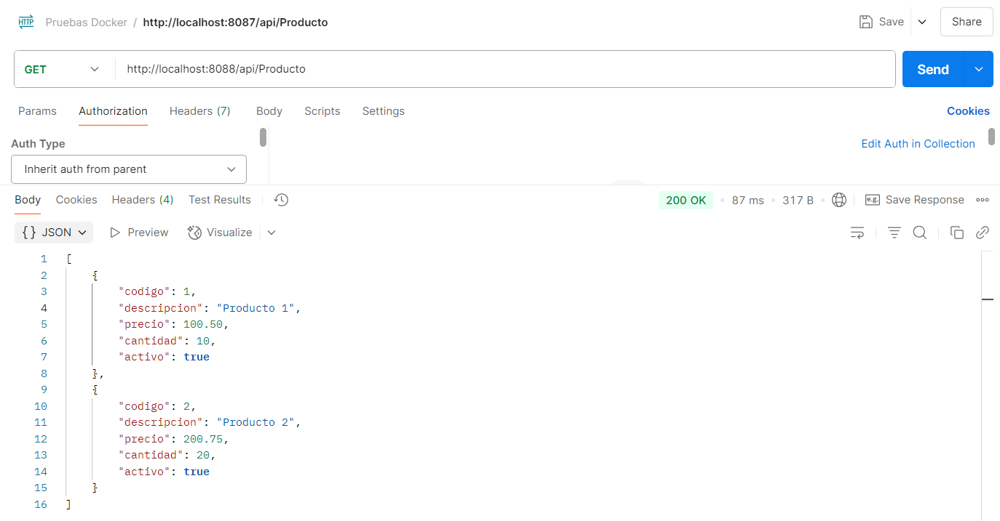 HTTP Pruebas Docker / http://localhost:8087/api/Producto Save Share
GET http://localhost:8088/api/Producto Send
Params Authorization Headers (7) Body Scripts Settings Cookies
Auth Type Edit Auth in Collection
Inherit auth from parent
Body Cookies Headers (4) Test Results 200 OK • 87 ms • 317 B • e.g. Save Response
{} JSON Preview Visualize
1 [
2 {
3 "codigo": 1,
4 "descripcion": "Producto 1",
5 "precio": 100.50,
6 "cantidad": 10,
7 "activo": true
8 },
9 {
10 "codigo": 2,
11 "descripcion": "Producto 2",
12 "precio": 200.75,
13 "cantidad": 20,
14 "activo": true
15 }
16 ]